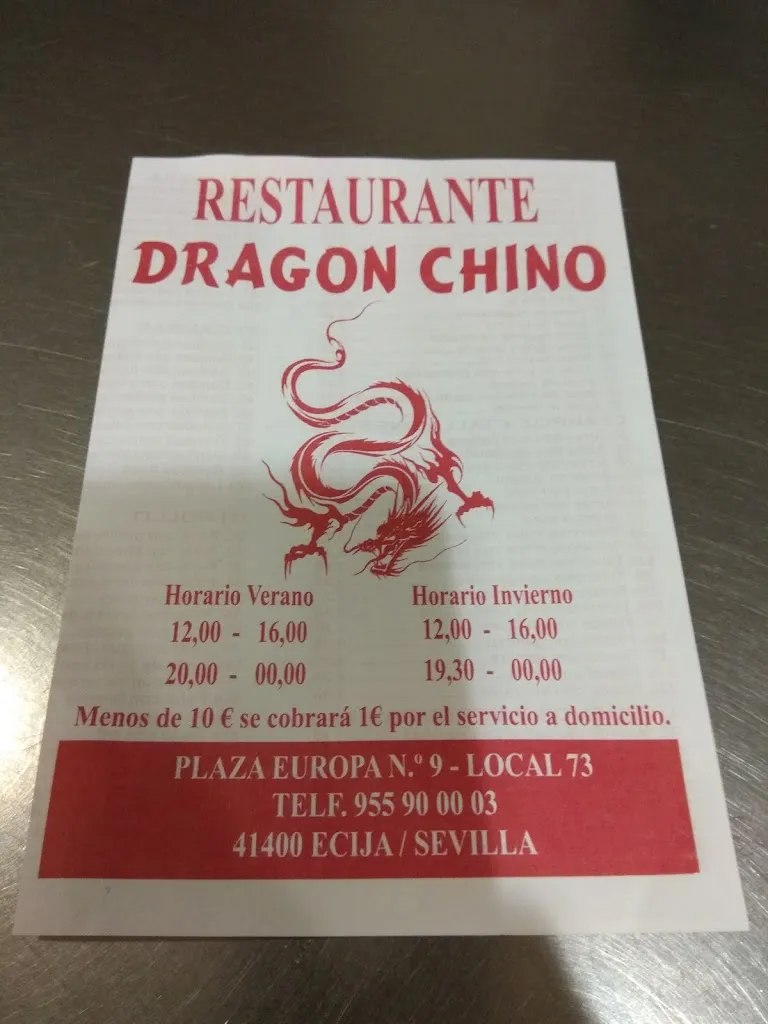 RESTAURANTE
DRAGON CHINO
Horario Verano
12,00 - 16,00
20,00 - 00,00
Horario Invierno
12,00 - 16,00
19,30 - 00,00
Menos de 10 € se cobrará 1€ por el servicio a domicilio.
PLAZA EUROPA N.º 9 - LOCAL 73
TELF. 955 90 00 03
41400 ECIJA / SEVILLA